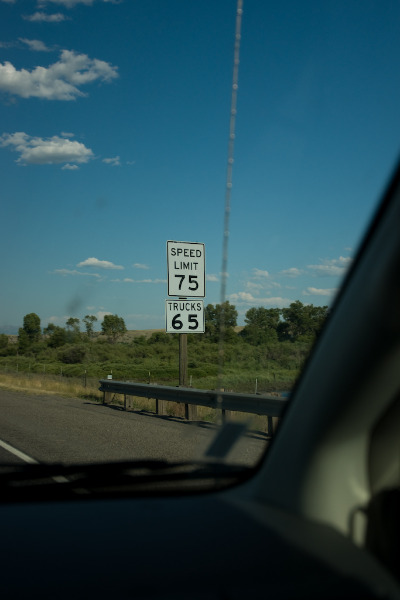 SPEED
LIMIT
75
TRUCKS
65